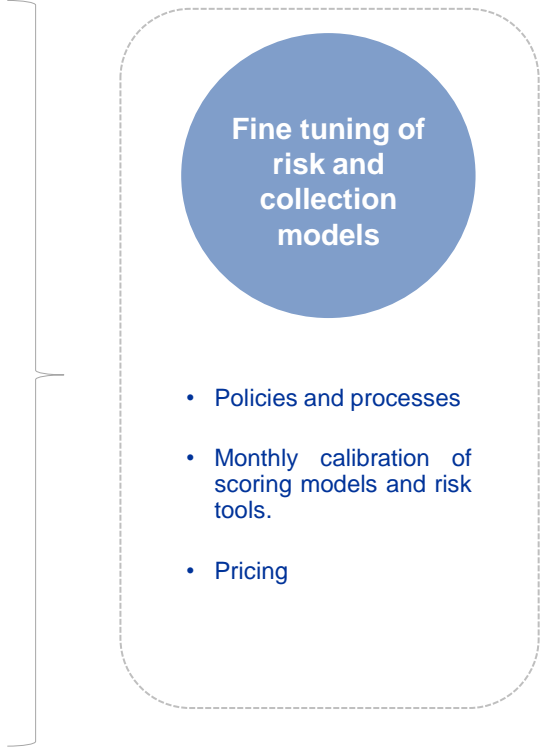 Fine tuning of
risk and
collection
models
• Policies and processes
• Monthly calibration of
scoring models and risk
tools.
• Pricing